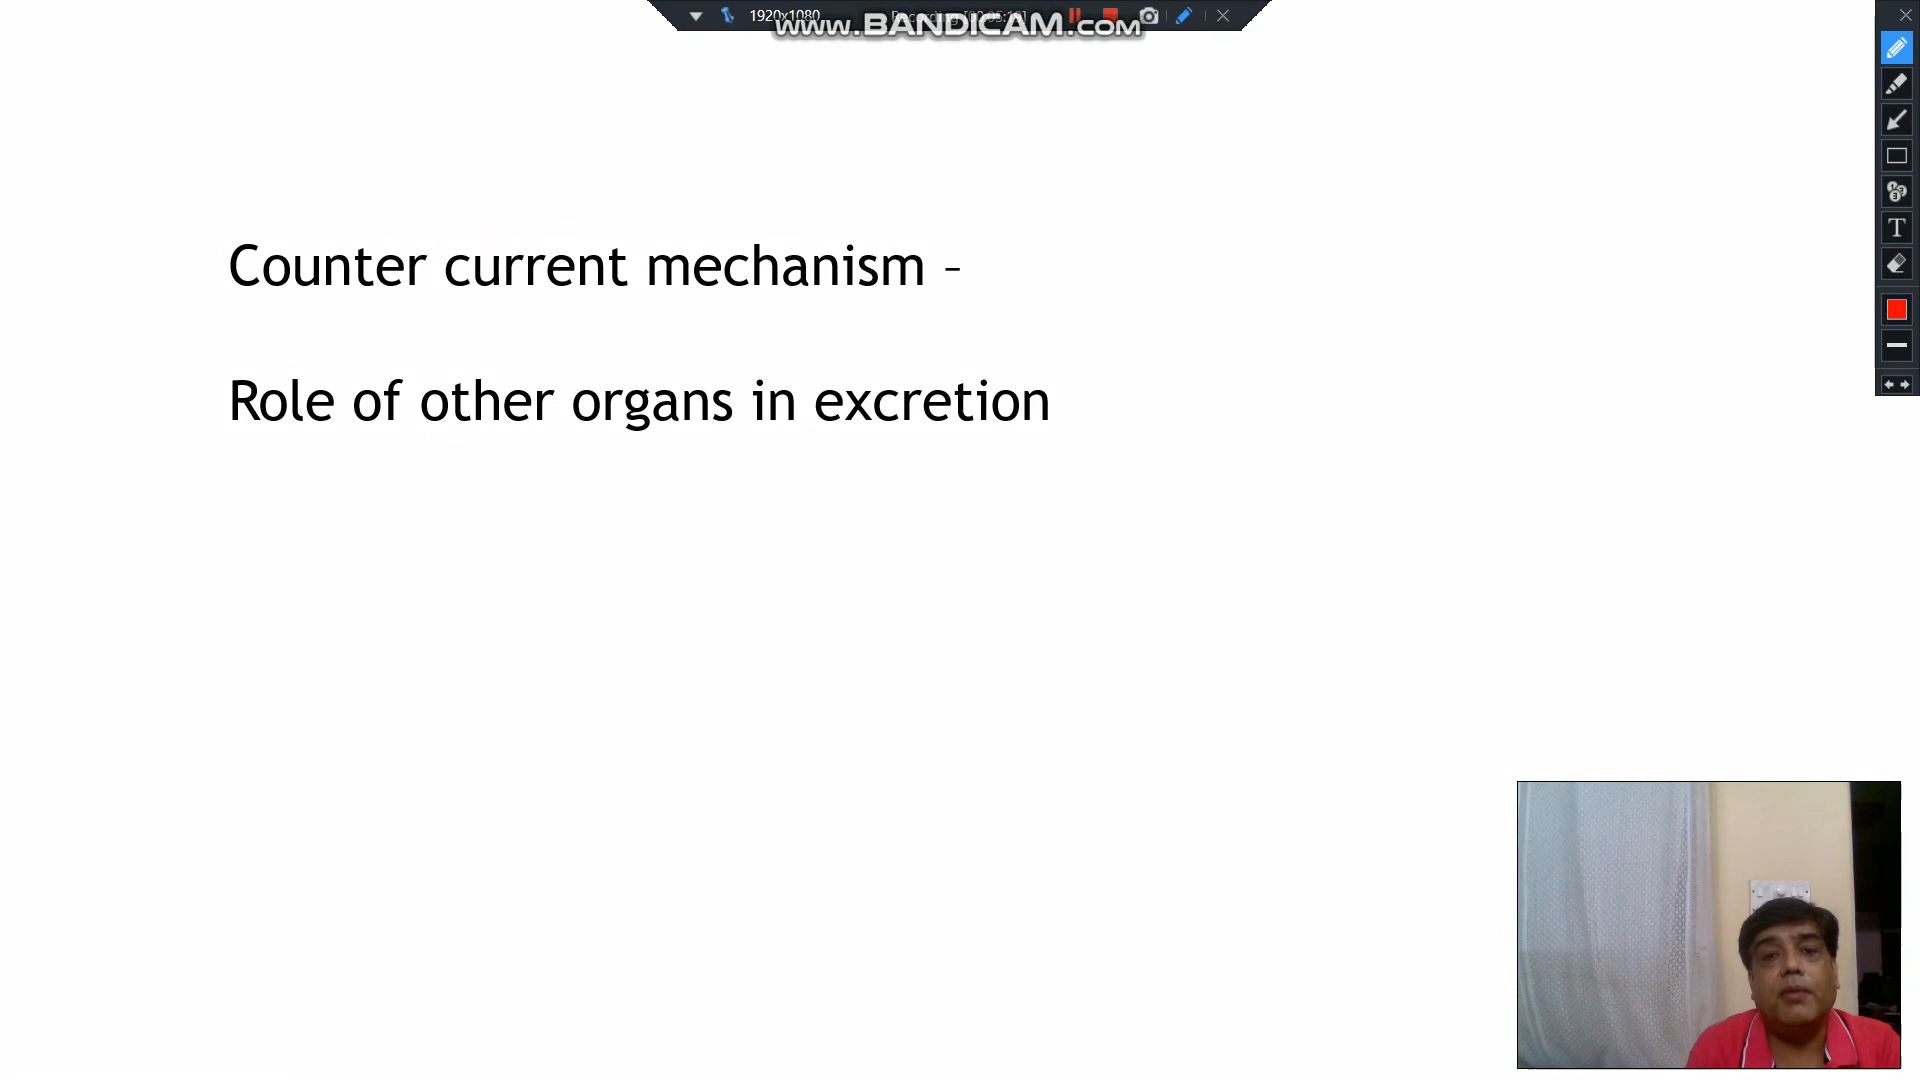 1920x1080
www.BANDICAM.com
Counter current mechanism –
Role of other organs in excretion
T